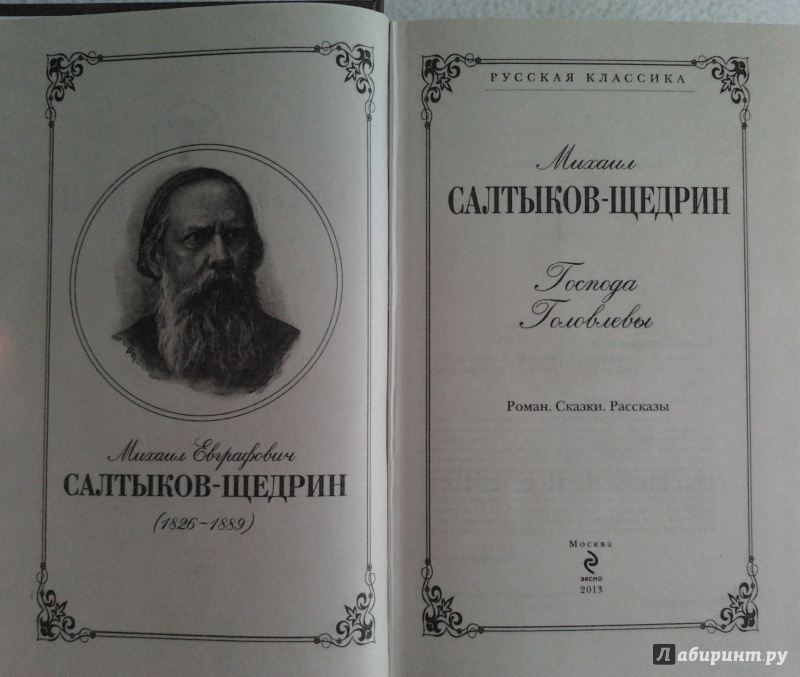 Михаил Евграфович
САЛТЫКОВ-ЩЕДРИН
(1826–1889)
РУССКАЯ КЛАССИКА
Михаил
САЛТЫКОВ-ЩЕДРИН
Господа
Головлевы
Роман. Сказки. Рассказы
Москва
ЭКСМО
2013
Лабиринт.ру